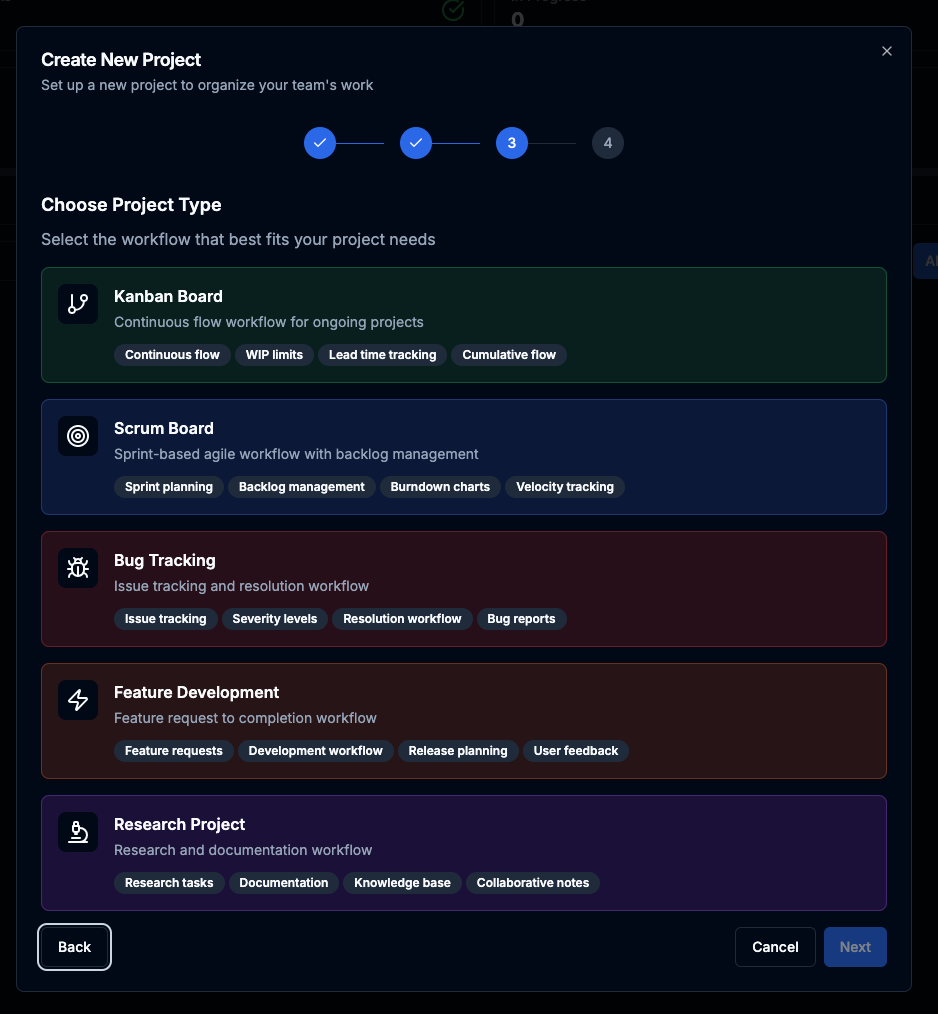 0
Create New Project
Set up a new project to organize your team's work
3
4
Choose Project Type
Select the workflow that best fits your project needs
Kanban Board
Continuous flow workflow for ongoing projects
Continuous flow WIP limits Lead time tracking Cumulative flow
Scrum Board
Sprint-based agile workflow with backlog management
Sprint planning Backlog management Burndown charts Velocity tracking
Bug Tracking
Issue tracking and resolution workflow
Issue tracking Severity levels Resolution workflow Bug reports
Feature Development
Feature request to completion workflow
Feature requests Development workflow Release planning User feedback
Research Project
Research and documentation workflow
Research tasks Documentation Knowledge base Collaborative notes
Back Cancel Next